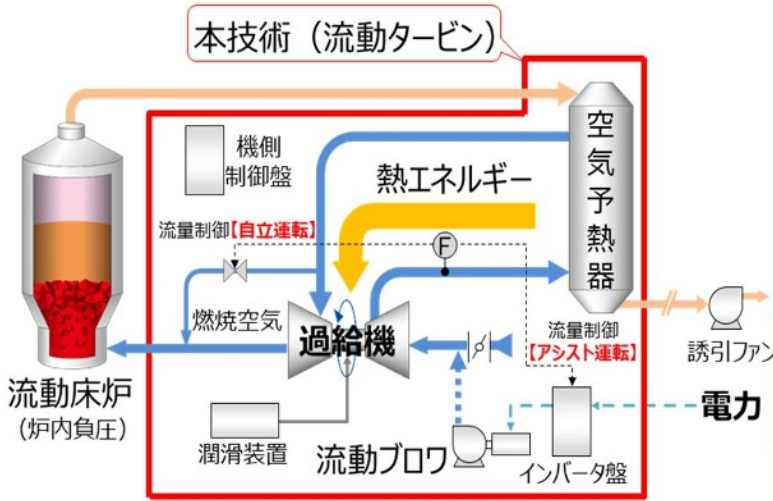 本技術（流動タービン）
機側
制御盤
空気予熱器
熱エネルギー
流量制御【自立運転】
F
燃焼空気
過給機
流量制御
【アシスト運転】
誘引ファン
流動床炉
（炉内負圧）
電力
潤滑装置
流動ブロワ
インバータ盤